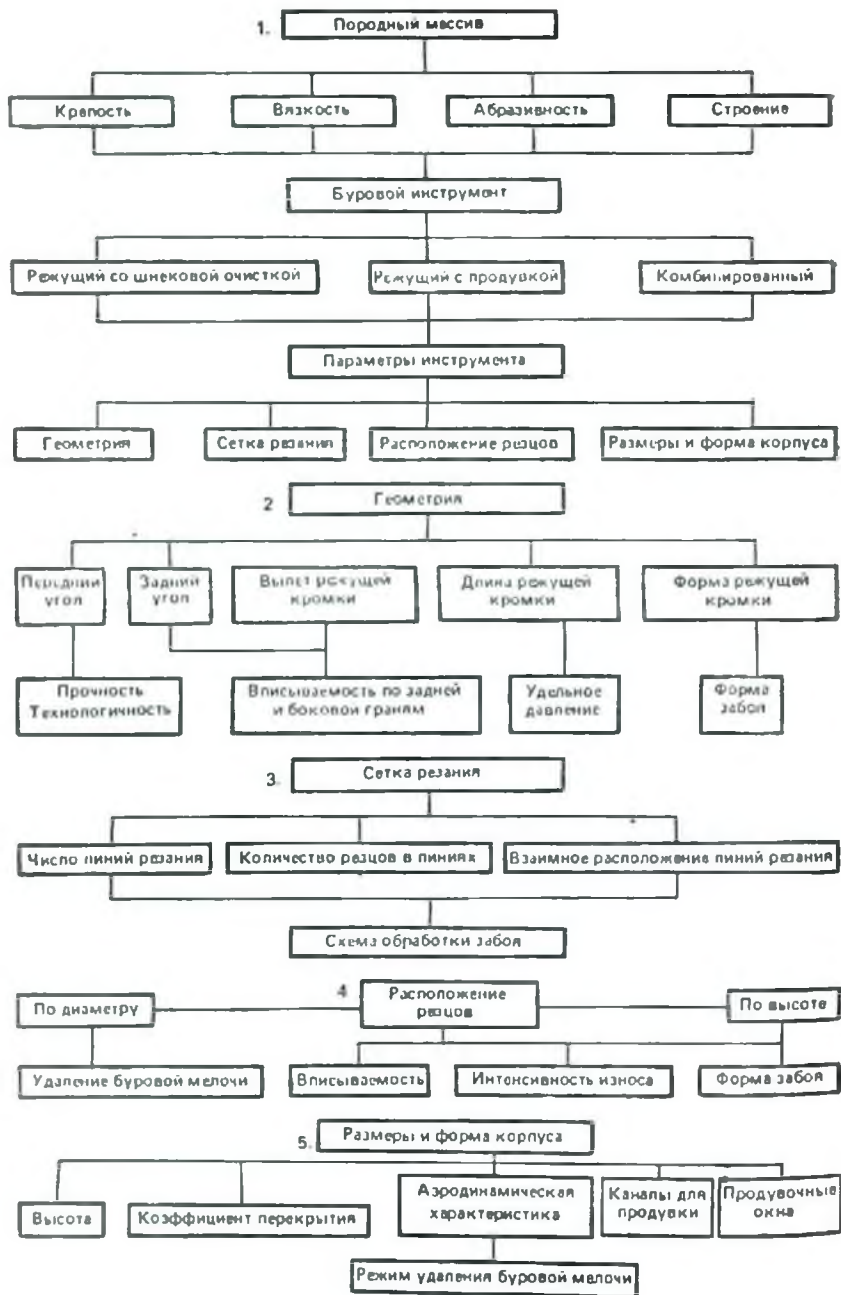 1. Породный массив
Крепость
Вязкость
Абразивность
Строение
Буровой инструмент
Режущий со шнековой очисткой
Режущий с продувкой
Комбинированный
Параметры инструмента
Геометрия
Сетка резания
Расположение резцов
Размеры и форма корпуса
2 Геометрия
Передний
угол
Задний
угол
Вылет режущей
кромки
Длина режущей
кромки
Форма режущей
кромки
Прочность
Технологичность
Вписываемость по задней
и боковой граням
Удельное
давление
Форма
забоя
3. Сетка резания
Число линий резания
Количество резцов в линиях
Взаимное расположение линий резания
Схема обработки забоя
По диаметру
4 Расположение
резцов
По высоте
Удаление буровой мелочи
Вписываемость
Интенсивность износа
Форма забоя
5. Размеры и форма корпуса
Высота
Коэффициент перекрытия
Аэродинамическая
характеристика
Каналы для
продувки
Продувочные
окна
Режим удаления буровой мелочи